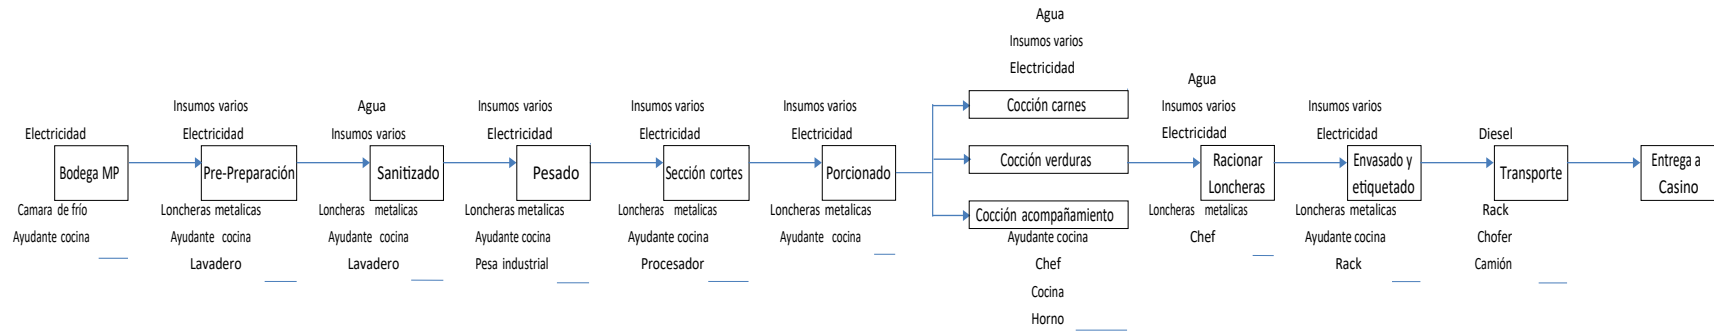 Electricidad
Bodega MP
Camara de frío
Ayudante cocina
Insumos varios
Electricidad
Pre-Preparación
Loncheras metalicas
Ayudante cocina
Lavadero
Agua
Insumos varios
Sanitizado
Loncheras metalicas
Ayudante cocina
Lavadero
Insumos varios
Electricidad
Pesado
Loncheras metalicas
Ayudante cocina
Pesa industrial
Insumos varios
Electricidad
Sección cortes
Loncheras metalicas
Ayudante cocina
Procesador
Insumos varios
Electricidad
Porcionado
Loncheras metalicas
Ayudante cocina
Agua
Insumos varios
Electricidad
Cocción carnes
Cocción verduras
Cocción acompañamiento
Ayudante cocina
Chef
Cocina
Horno
Agua
Insumos varios
Electricidad
Racionar
Loncheras
Loncheras metalicas
Chef
Insumos varios
Electricidad
Envasado y
etiquetado
Loncheras metalicas
Ayudante cocina
Rack
Diesel
Transporte
Rack
Chofer
Camión
Entrega a
Casino